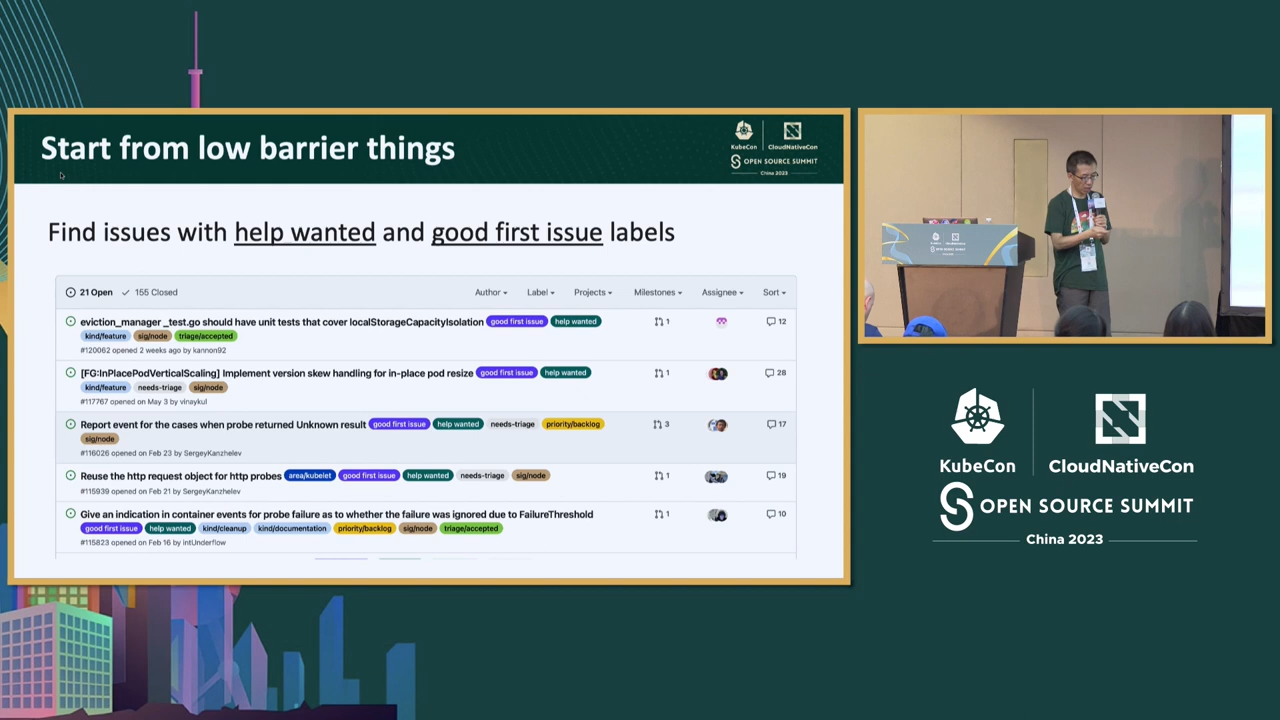 Start from low barrier things
KubeCon
CloudNativeCon
OPEN SOURCE SUMMIT
China 2023
Find issues with help wanted and good first issue labels
21 Open 155 Closed Author Label Projects Milestones Assignee Sort
eviction_manager _test.go should have unit tests that cover localStorageCapacityIsolation good first issue help wanted 1 12
kind/feature sig/node triage/accepted
#120062 opened 2 weeks ago by kannon92
[FG:InPlacePodVerticalScaling] Implement version skew handling for in-place pod resize good first issue help wanted 1 28
kind/feature needs-triage sig/node
#117767 opened on May 3 by vinaykul
Report event for the cases when probe returned Unknown result good first issue help wanted needs-triage priority/backlog 3 17
sig/node
#116026 opened on Feb 23 by SergeyKanzhelev
Reuse the http request object for http probes area/kubelet good first issue help wanted needs-triage sig/node 1 19
#115939 opened on Feb 21 by SergeyKanzhelev
Give an indication in container events for probe failure as to whether the failure was ignored due to FailureThreshold 1 10
good first issue help wanted kind/cleanup kind/documentation priority/backlog sig/node triage/accepted
#115823 opened on Feb 16 by intUnderflow
KubeCon
CloudNativeCon
OPEN SOURCE SUMMIT
China 2023